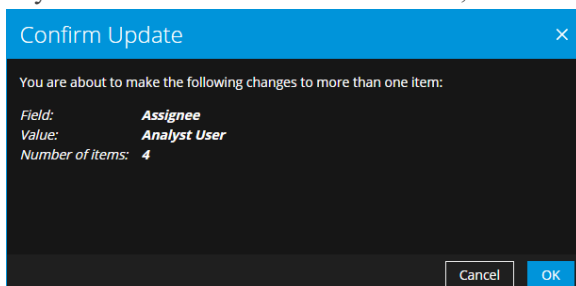 Confirm Update
×
You are about to make the following changes to more than one item:
Field: Assignee
Value: Analyst User
Number of items: 4
Cancel OK